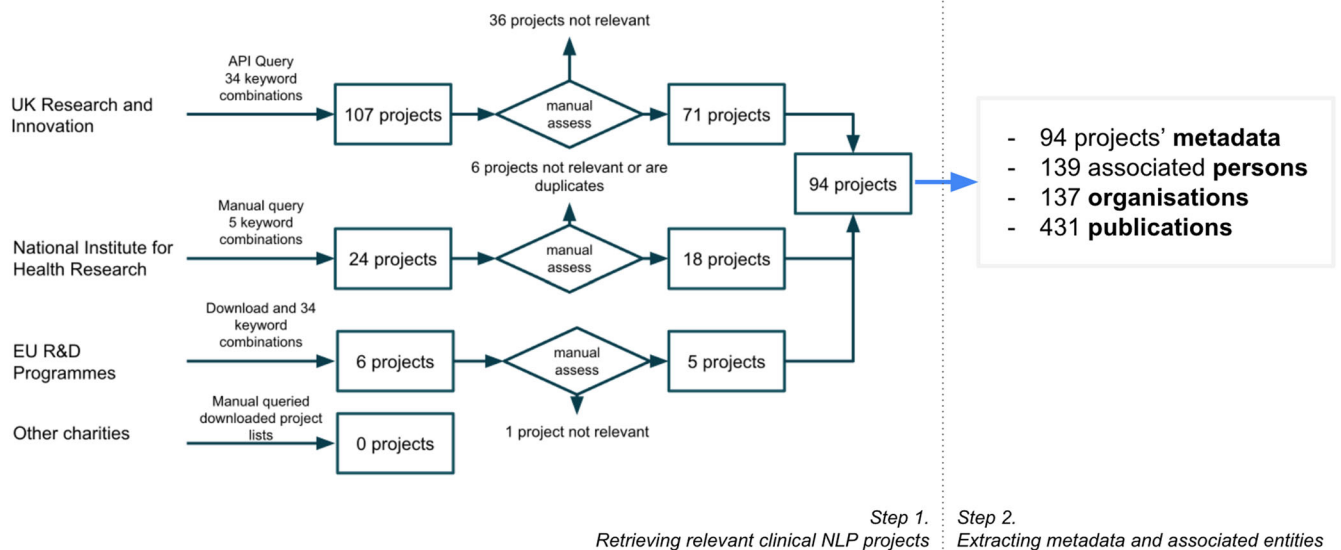 36 projects not relevant
UK Research and
Innovation
API Query
34 keyword
combinations
107 projects
manual
assess
71 projects
6 projects not relevant or are
duplicates
National Institute for
Health Research
Manual query
5 keyword
combinations
24 projects
manual
assess
18 projects
EU R&D
Programmes
Download and 34
keyword
combinations
6 projects
manual
assess
5 projects
1 project not relevant
Other charities
Manual queried
downloaded project
lists
0 projects
94 projects
- 94 projects’ metadata
- 139 associated persons
- 137 organisations
- 431 publications
Step 1.
Retrieving relevant clinical NLP projects
Step 2.
Extracting metadata and associated entities